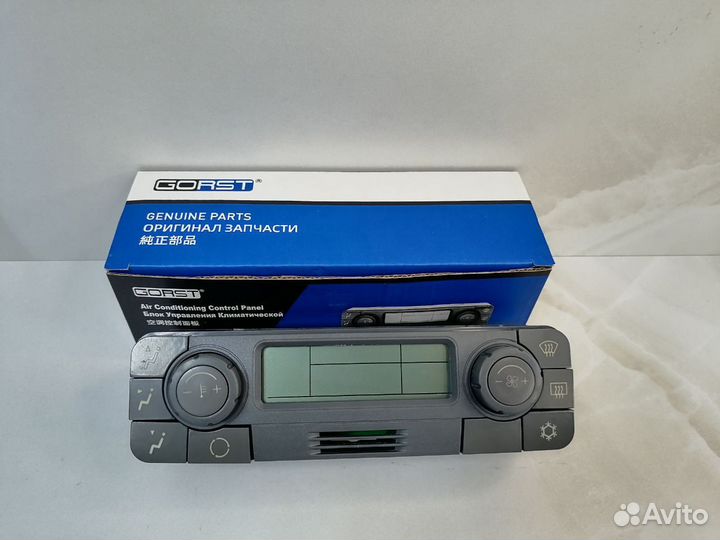 GORST®
GENUINE PARTS
ОРИГИНАЛ ЗАПЧАСТИ
純正部品
GORST®
Air Conditioning Control Panel
Блок Управления Климатической
空调控制面板
- +
- +
Avito